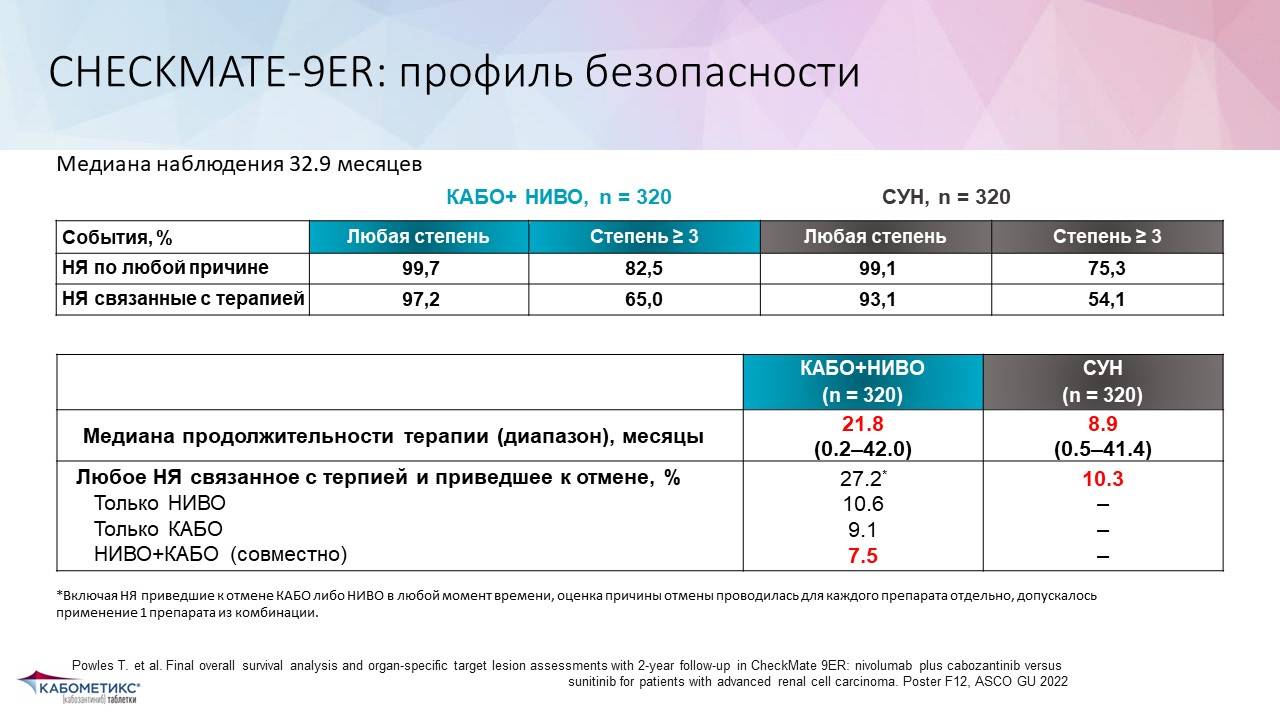 CHECKMATE-9ER: профиль безопасности
Медиана наблюдения 32.9 месяцев
КАБО+ НИВО, n = 320 СУН, n = 320
События, % Любая степень Степень ≥ 3 Любая степень Степень ≥ 3
НЯ по любой причине 99,7 82,5 99,1 75,3
НЯ связанные с терапией 97,2 65,0 93,1 54,1
КАБО+НИВО СУН
(n = 320) (n = 320)
Медиана продолжительности терапии (диапазон), месяцы 21.8 8.9
(0.2–42.0) (0.5–41.4)
Любое НЯ связанное с терпией и приведшее к отмене, % 27.2* 10.3
Только НИВО 10.6 –
Только КАБО 9.1 –
НИВО+КАБО (совместно) 7.5 –
*Включая НЯ приведшие к отмене КАБО либо НИВО в любой момент времени, оценка причины отмены проводилась для каждого препарата отдельно, допускалось
применение 1 препарата из комбинации.
Powles T. et al. Final overall survival analysis and organ-specific target lesion assessments with 2-year follow-up in CheckMate 9ER: nivolumab plus cabozantinib versus
sunitinib for patients with advanced renal cell carcinoma. Poster F12, ASCO GU 2022
КАБОМЕТИКС®
(кабозантиниб) таблетки